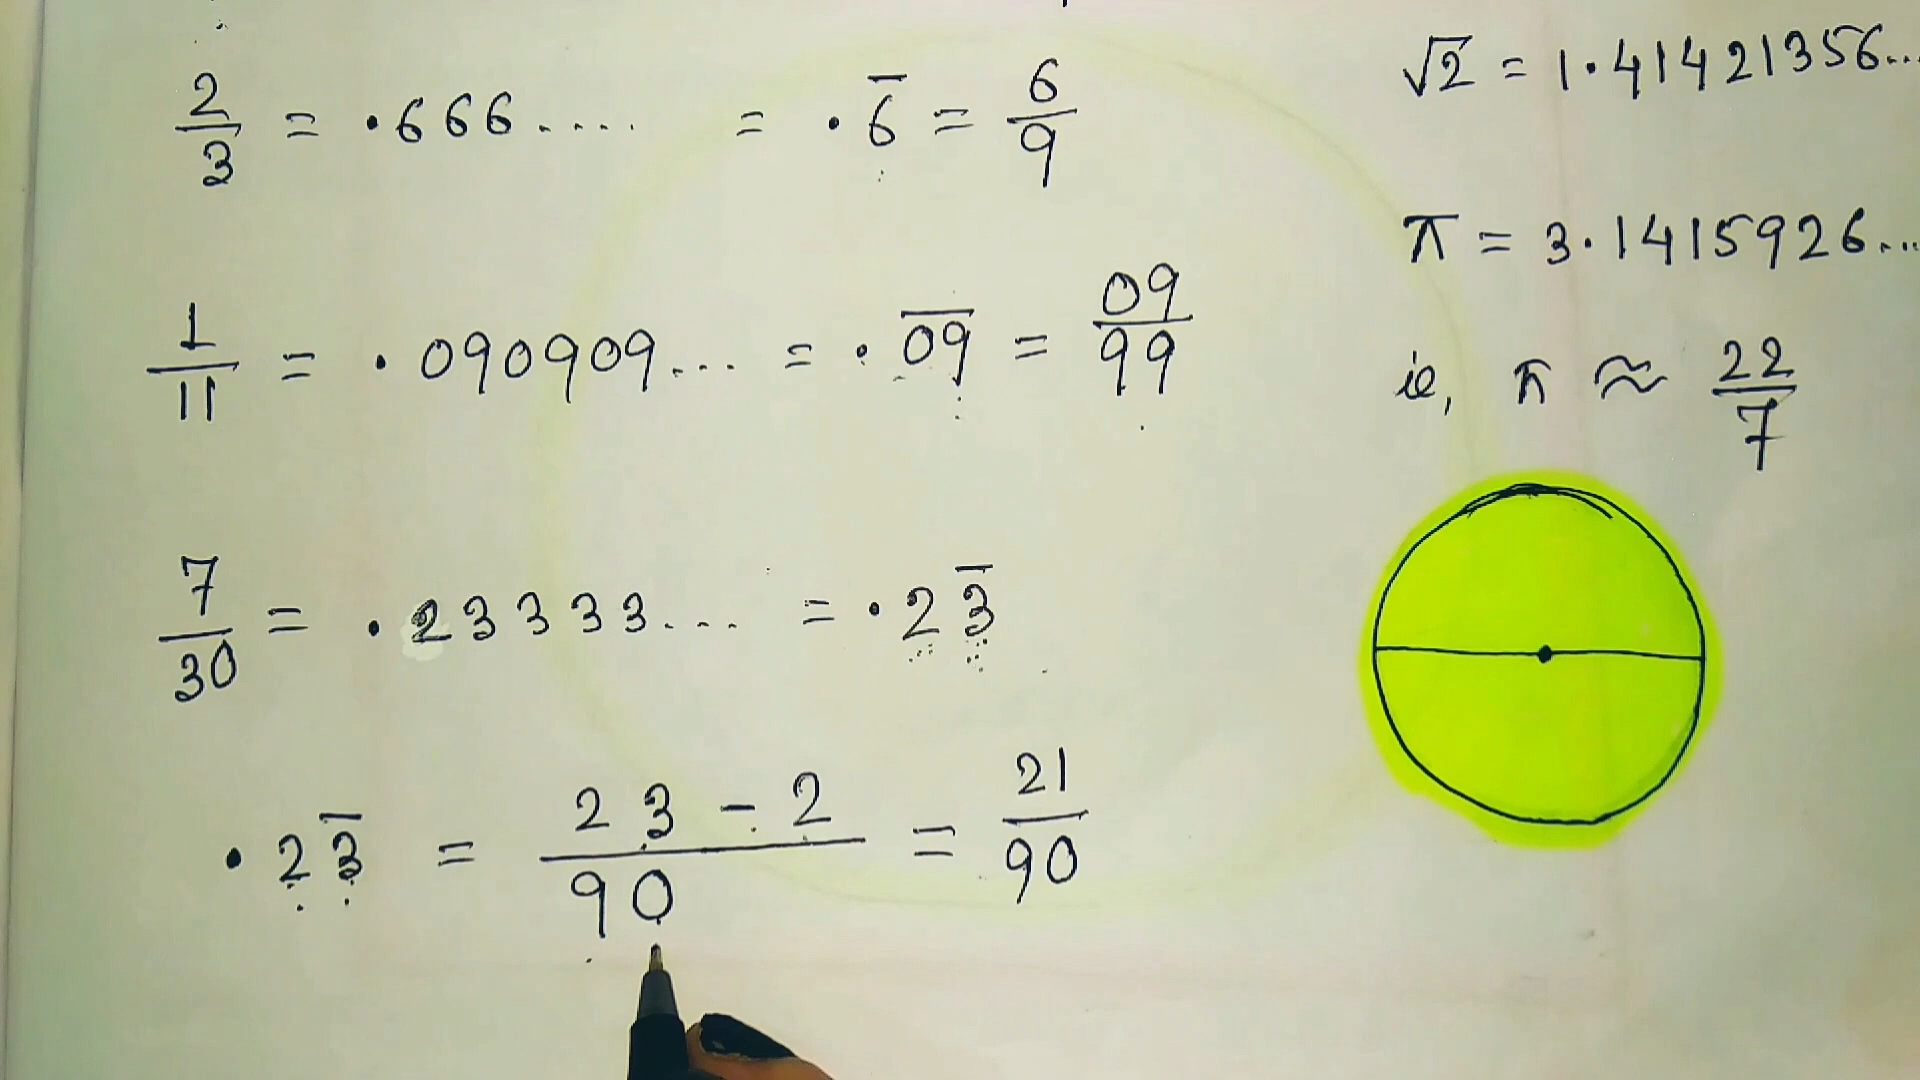 2/3 = .666.... = .6̅ = 6/9
1/11 = .090909... = .0̅9̅ = 09/99
7/30 = .23333... = .23̅
.23̅ = 23-2/90 = 21/90
√2 = 1.41421356...
π = 3.1415926...
ie, π ≈ 22/7